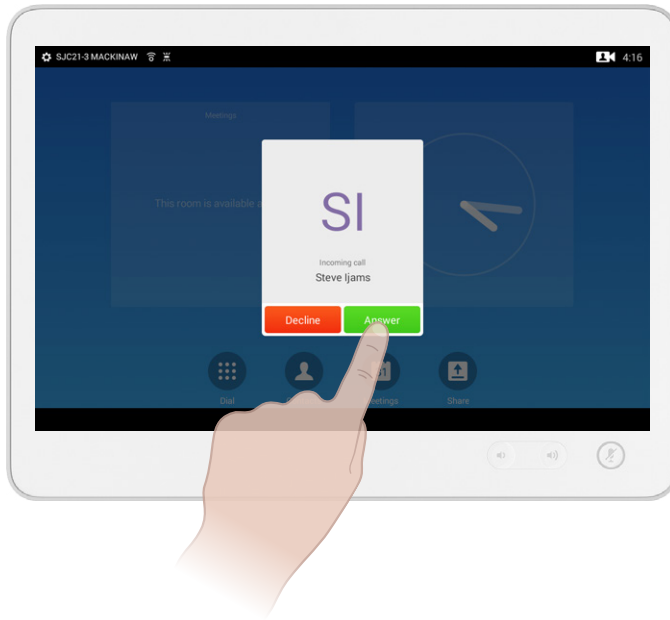 SJC21-3 MACKINAW
4:16
Meetings
This room is available a
SI
Incoming call
Steve Ijams
Decline
Answer
Dial
Share